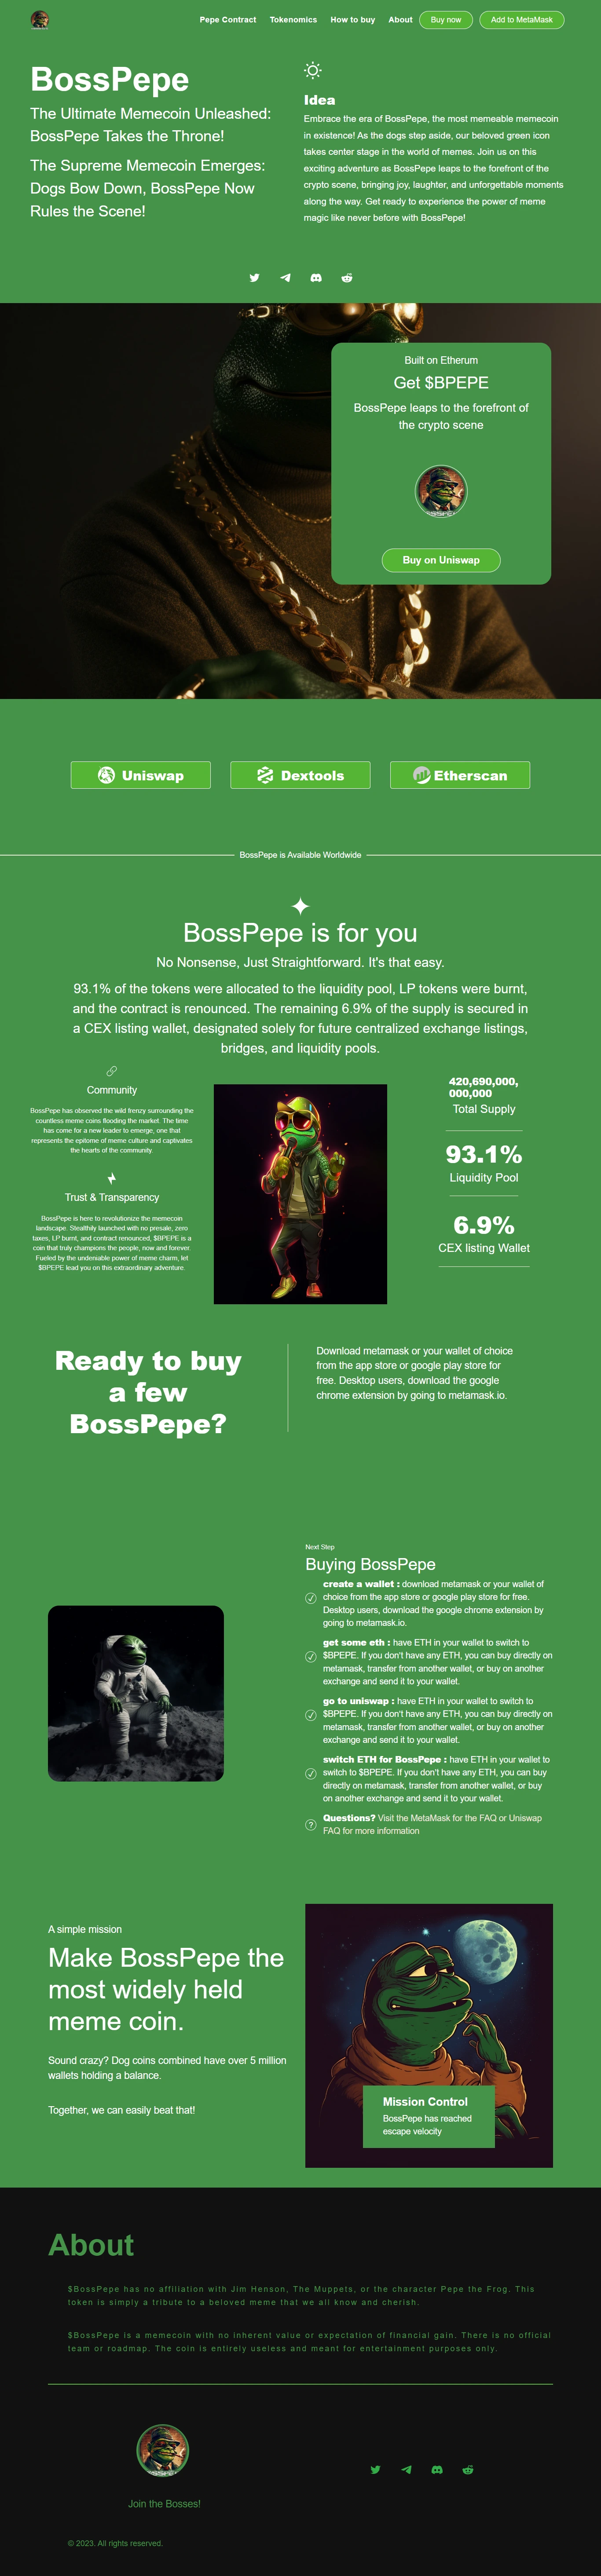 Pepe Contract Tokenomics How to buy About Buy now Add to MetaMask
BossPepe
The Ultimate Memecoin Unleashed:
BossPepe Takes the Throne!
The Supreme Memecoin Emerges:
Dogs Bow Down, BossPepe Now
Rules the Scene!
Idea
Embrace the era of BossPepe, the most memeable memecoin
in existence! As the dogs step aside, our beloved green icon
takes center stage in the world of memes. Join us on this
exciting adventure as BossPepe leaps to the forefront of the
crypto scene, bringing joy, laughter, and unforgettable moments
along the way. Get ready to experience the power of meme
magic like never before with BossPepe!
Built on Etherum
Get $BPEPE
BossPepe leaps to the forefront of
the crypto scene
Buy on Uniswap
Uniswap
Dextools
Etherscan
BossPepe is Available Worldwide
BossPepe is for you
No Nonsense, Just Straightforward. It's that easy.
93.1% of the tokens were allocated to the liquidity pool, LP tokens were burnt,
and the contract is renounced. The remaining 6.9% of the supply is secured in
a CEX listing wallet, designated solely for future centralized exchange listings,
bridges, and liquidity pools.
Community
BossPepe has observed the wild frenzy surrounding the
countless meme coins flooding the market. The time
has come for a new leader to emerge, one that
represents the epitome of meme culture and captivates
the hearts of the community.
Trust & Transparency
BossPepe is here to revolutionize the memecoin
landscape. Stealthily launched with no presale, zero
taxes, LP burnt, and contract renounced, $BPEPE is a
coin that truly champions the people, now and forever.
Fueled by the undeniable power of meme charm, let
$BPEPE lead you on this extraordinary adventure.
420,690,000,
000,000
Total Supply
93.1%
Liquidity Pool
6.9%
CEX listing Wallet
Ready to buy
a few
BossPepe?
Download metamask or your wallet of choice
from the app store or google play store for
free. Desktop users, download the google
chrome extension by going to metamask.io.
Next Step
Buying BossPepe
create a wallet : download metamask or your wallet of
choice from the app store or google play store for free.
Desktop users, download the google chrome extension by
going to metamask.io.
get some eth : have ETH in your wallet to switch to
$BPEPE. If you don't have any ETH, you can buy directly on
metamask, transfer from another wallet, or buy on another
exchange and send it to your wallet.
go to uniswap : have ETH in your wallet to switch to
$BPEPE. If you don't have any ETH, you can buy directly on
metamask, transfer from another wallet, or buy on another
exchange and send it to your wallet.
switch ETH for BossPepe : have ETH in your wallet to
switch to $BPEPE. If you don't have any ETH, you can buy
directly on metamask, transfer from another wallet, or buy
on another exchange and send it to your wallet.
Questions? Visit the MetaMask for the FAQ or Uniswap
FAQ for more information
A simple mission
Make BossPepe the
most widely held
meme coin.
Sound crazy? Dog coins combined have over 5 million
wallets holding a balance.
Together, we can easily beat that!
Mission Control
BossPepe has reached
escape velocity
About
$BossPepe has no affiliation with Jim Henson, The Muppets, or the character Pepe the Frog. This
token is simply a tribute to a beloved meme that we all know and cherish.
$BossPepe is a memecoin with no inherent value or expectation of financial gain. There is no official
team or roadmap. The coin is entirely useless and meant for entertainment purposes only.
Join the Bosses!
© 2023. All rights reserved.